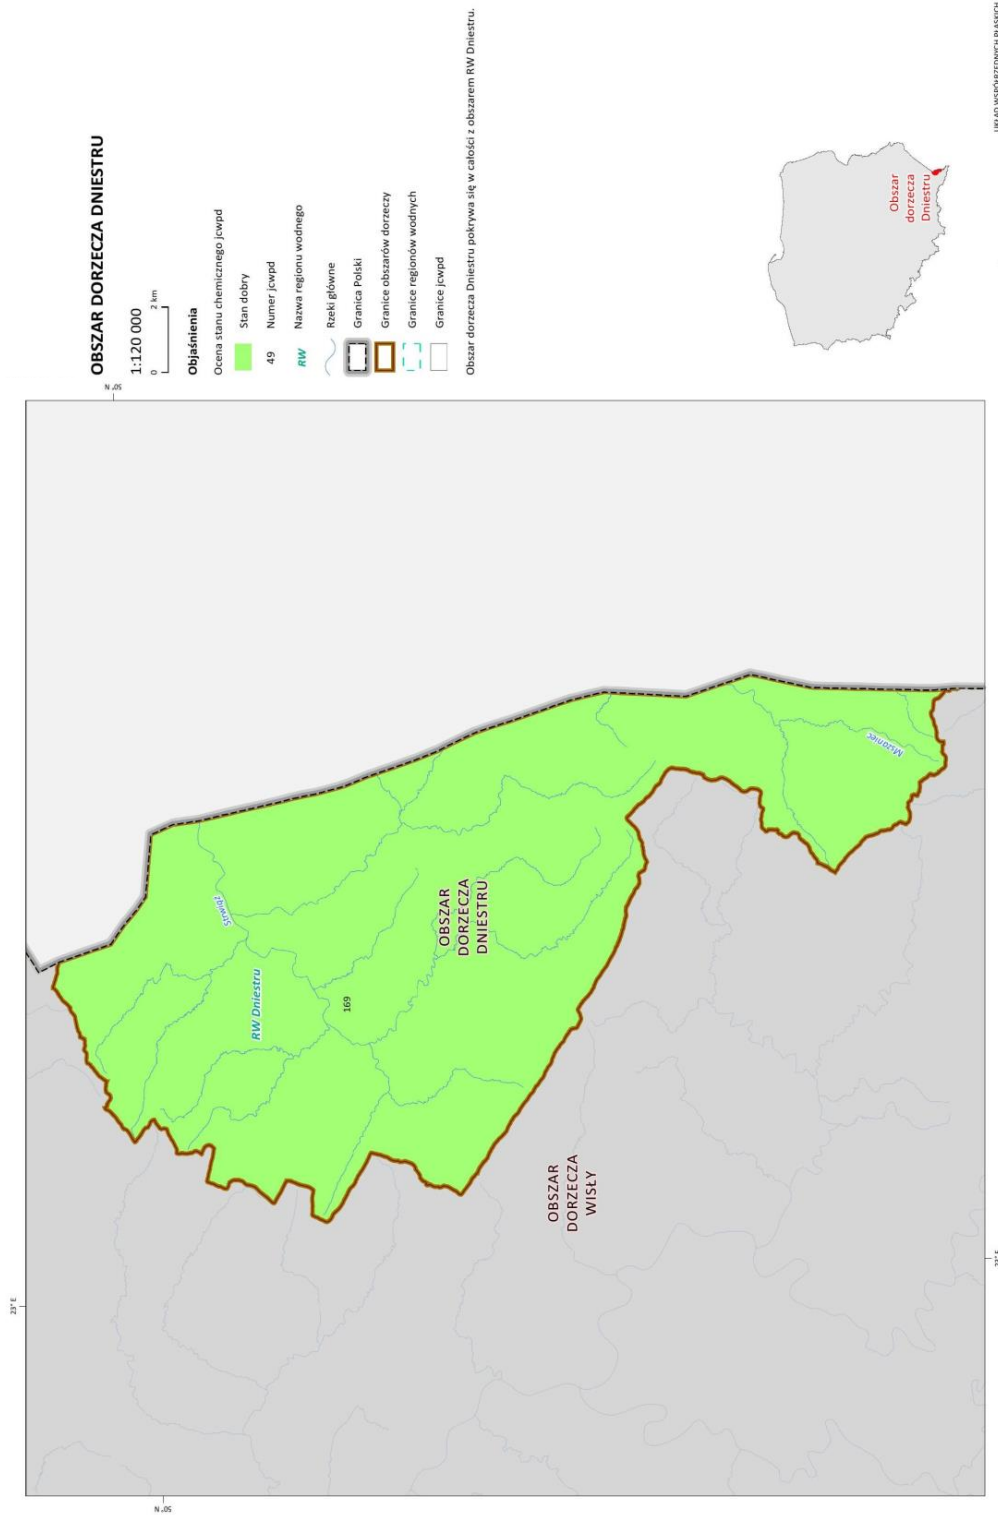 OBSZAR DORZECZA DNIESTRU
1:120 000
0 2 km
Objaśnienia
Ocena stanu chemicznego jcwpd
Stan dobry
49 Numer jcwpd
RW Nazwa regionu wodnego
Rzeki główne
Granica Polski
Granice obszarów dorzeczy
Granice regionów wodnych
Granice jcwpd
Obszar dorzecza Dniestru pokrywa się w całości z obszarem RW Dniestru.
Obszar
dorzecza
Dniestru
UKŁAD WSPÓŁRZĘDNYCH PŁASKICH
23° E
50° N
Strwiąż
RW Dniestru
169
OBSZAR
DORZECZA
DNIESTRU
Mszaniec
OBSZAR
DORZECZA
WISŁY
50° N
23° E